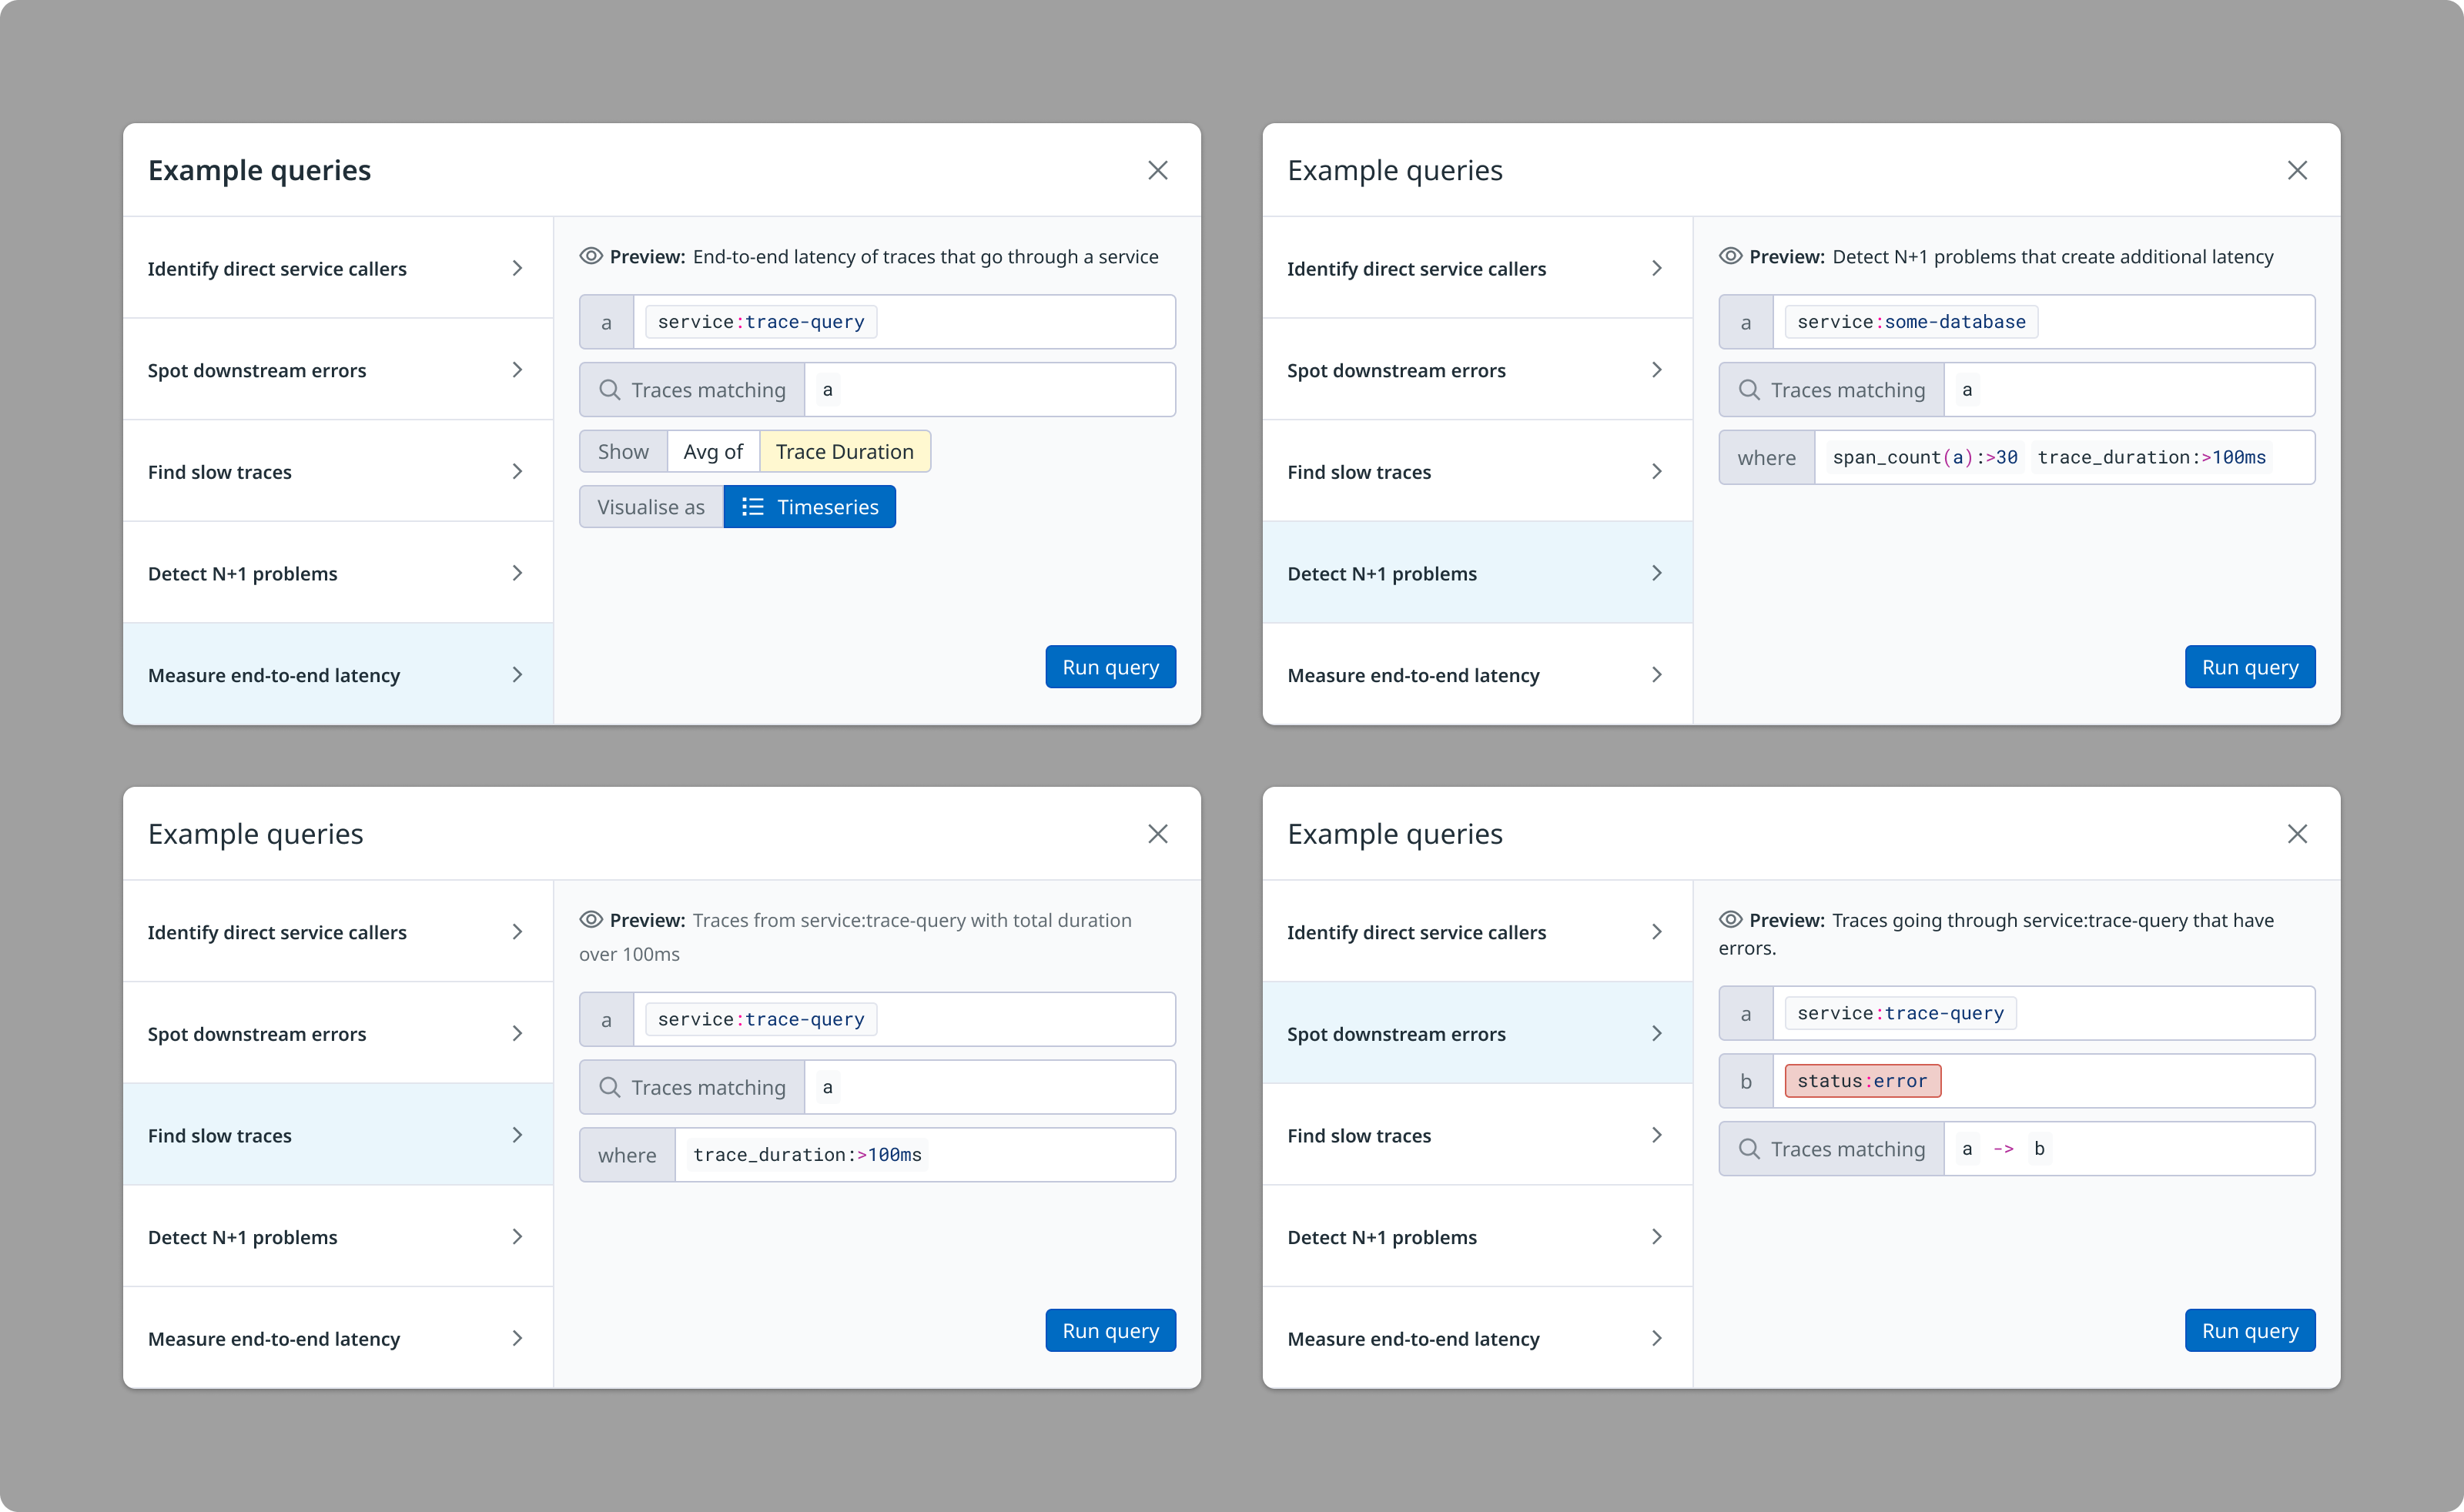 Example queries
Identify direct service callers
Spot downstream errors
Find slow traces
Detect N+1 problems
Measure end-to-end latency
Preview: End-to-end latency of traces that go through a service
a service:trace-query
Traces matching a
Show Avg of Trace Duration
Visualise as Timeseries
Run query
Example queries
Identify direct service callers
Spot downstream errors
Find slow traces
Detect N+1 problems
Measure end-to-end latency
Preview: Detect N+1 problems that create additional latency
a service:some-database
Traces matching a
where span_count(a):>30 trace_duration:>100ms
Run query
Example queries
Identify direct service callers
Spot downstream errors
Find slow traces
Detect N+1 problems
Measure end-to-end latency
Preview: Traces from service:trace-query with total duration
over 100ms
a service:trace-query
Traces matching a
where trace_duration:>100ms
Run query
Example queries
Identify direct service callers
Spot downstream errors
Find slow traces
Detect N+1 problems
Measure end-to-end latency
Preview: Traces going through service:trace-query that have
errors.
a service:trace-query
b status:error
Traces matching a -> b
Run query